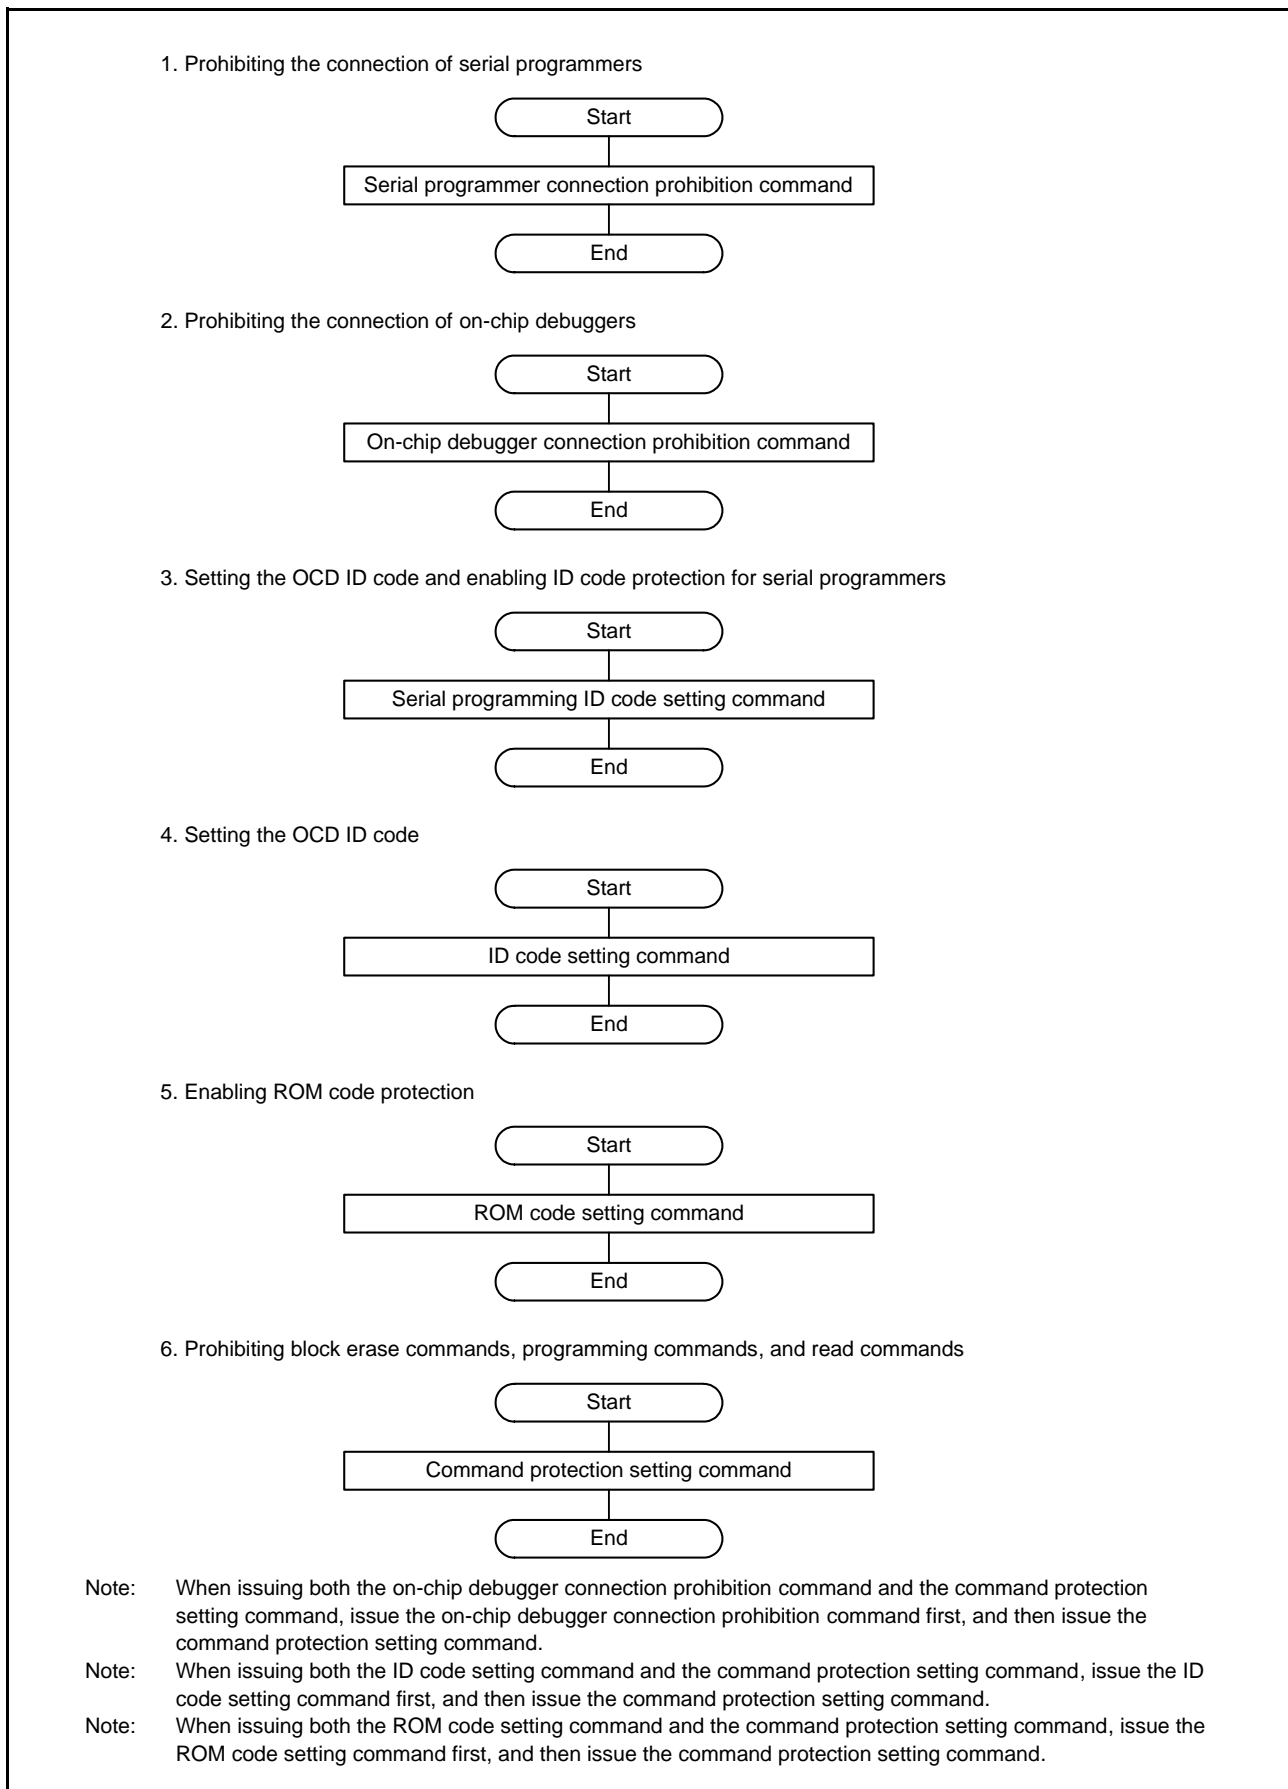 1. Prohibiting the connection of serial programmers
Start
Serial programmer connection prohibition command
End
2. Prohibiting the connection of on-chip debuggers
Start
On-chip debugger connection prohibition command
End
3. Setting the OCD ID code and enabling ID code protection for serial programmers
Start
Serial programming ID code setting command
End
4. Setting the OCD ID code
Start
ID code setting command
End
5. Enabling ROM code protection
Start
ROM code setting command
End
6. Prohibiting block erase commands, programming commands, and read commands
Start
Command protection setting command
End
Note: When issuing both the on-chip debugger connection prohibition command and the command protection
setting command, issue the on-chip debugger connection prohibition command first, and then issue the
command protection setting command.
Note: When issuing both the ID code setting command and the command protection setting command, issue the ID
code setting command first, and then issue the command protection setting command.
Note: When issuing both the ROM code setting command and the command protection setting command, issue the
ROM code setting command first, and then issue the command protection setting command.